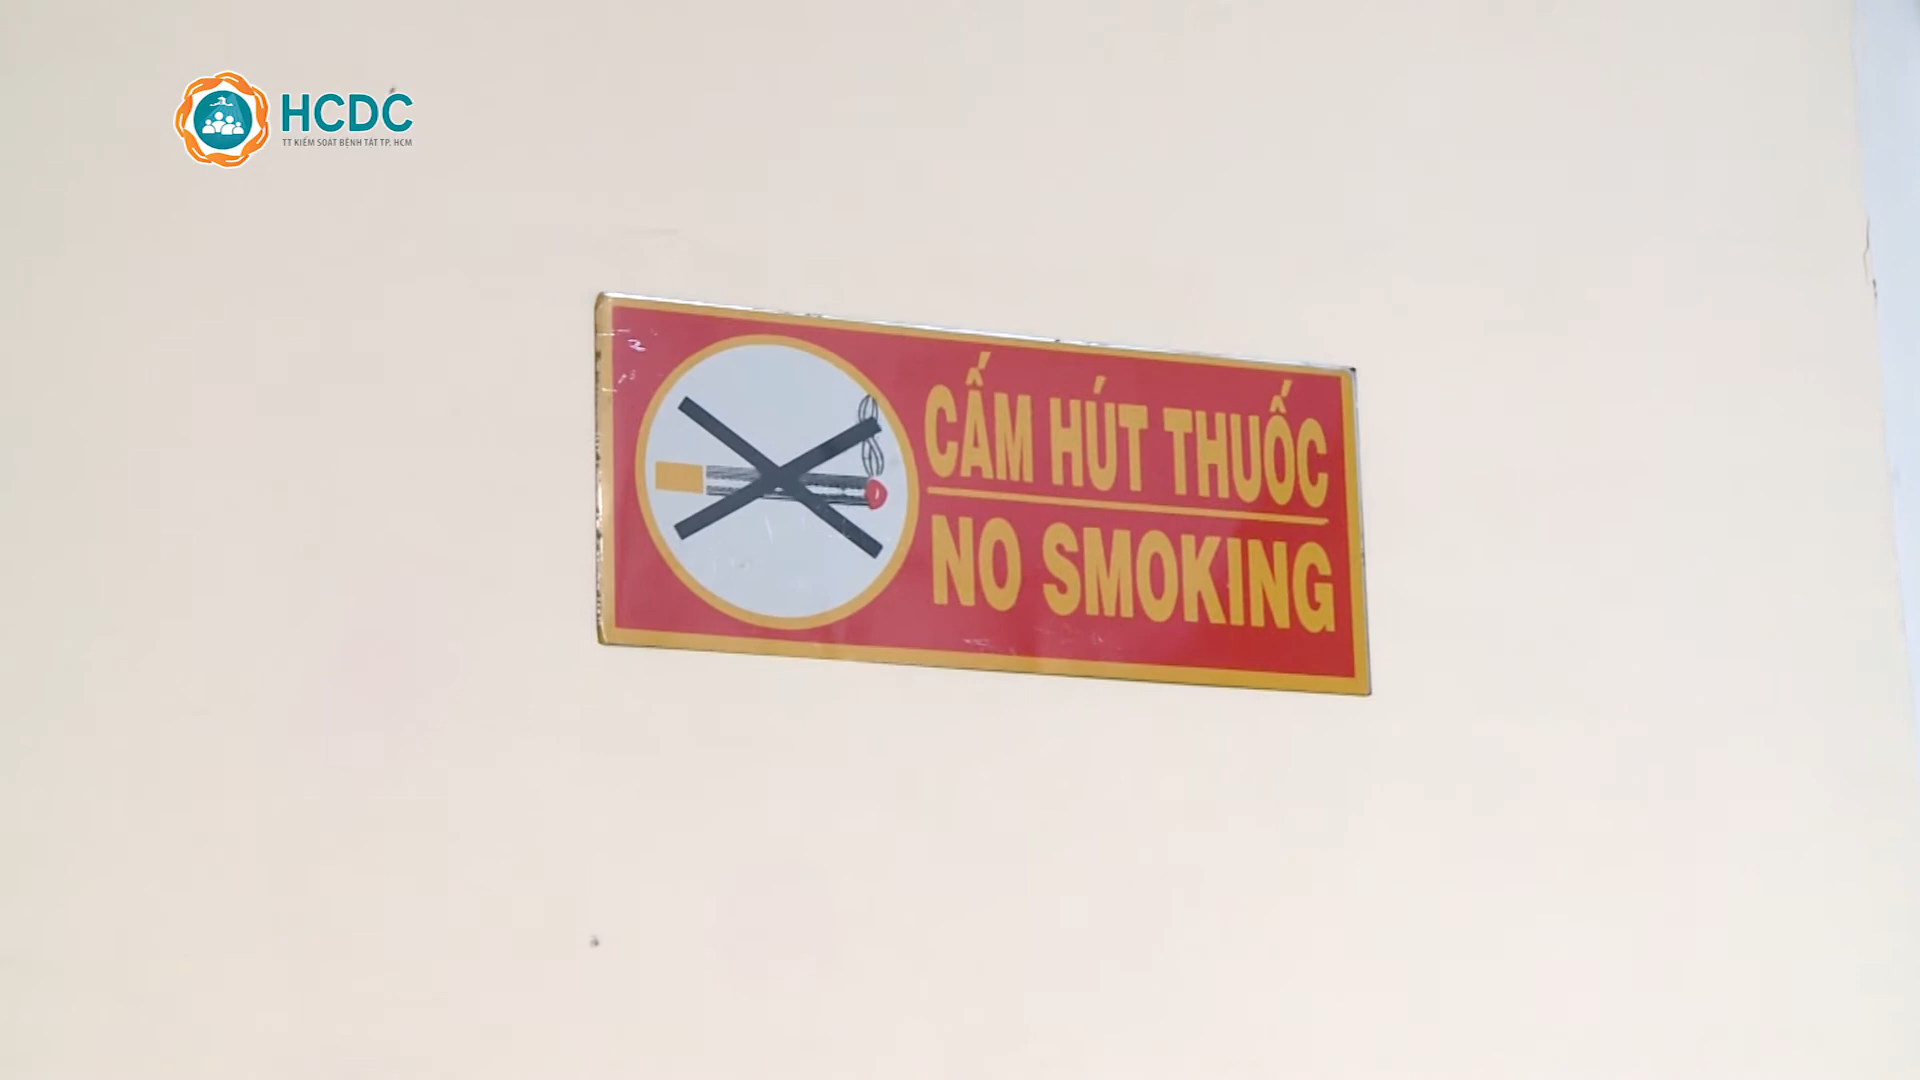 HCDC
TT KIỂM SOÁT BỆNH TẬT TP. HCM
CẤM HÚT THUỐC
NO SMOKING